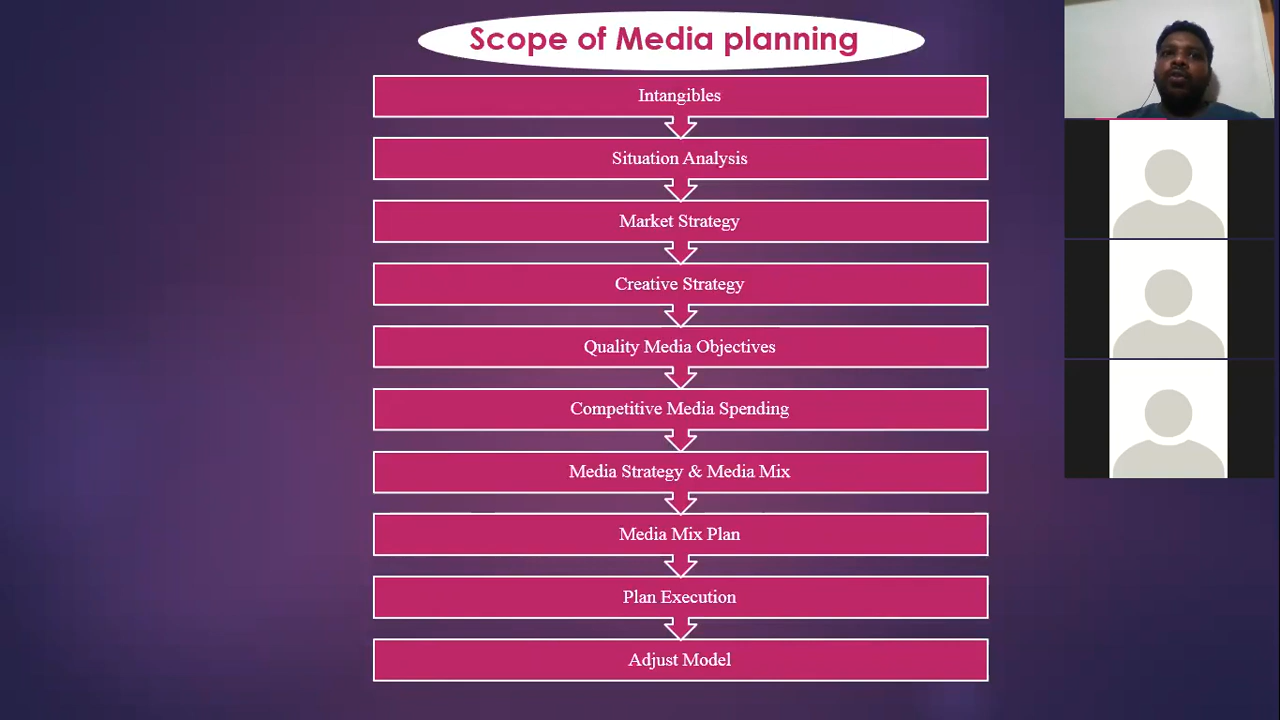 Scope of Media planning
Intangibles
Situation Analysis
Market Strategy
Creative Strategy
Quality Media Objectives
Competitive Media Spending
Media Strategy & Media Mix
Media Mix Plan
Plan Execution
Adjust Model